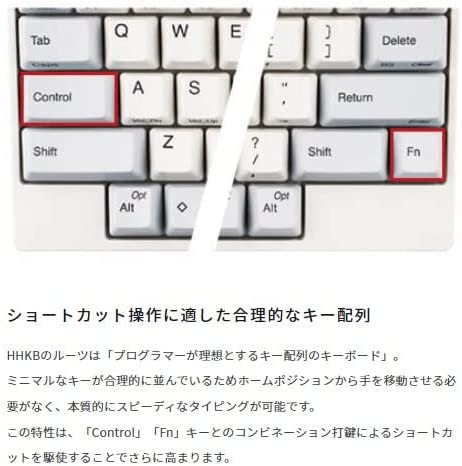 Tab Q W E { [ } ] Delete
Control A S " ' Return
Shift Z ? / Shift Fn
Opt Alt ◇ Opt Alt
ショートカット操作に適した合理的なキー配列
HHKBのルーツは「プログラマーが理想とするキー配列のキーボード」。
ミニマルなキーが合理的に並んでいるためホームポジションから手を移動させる必
要がなく、本質的にスピーディなタイピングが可能です。
この特性は、「Control」「Fn」キーとのコンビネーション打鍵によるショートカ
ットを駆使することでさらに高まります。